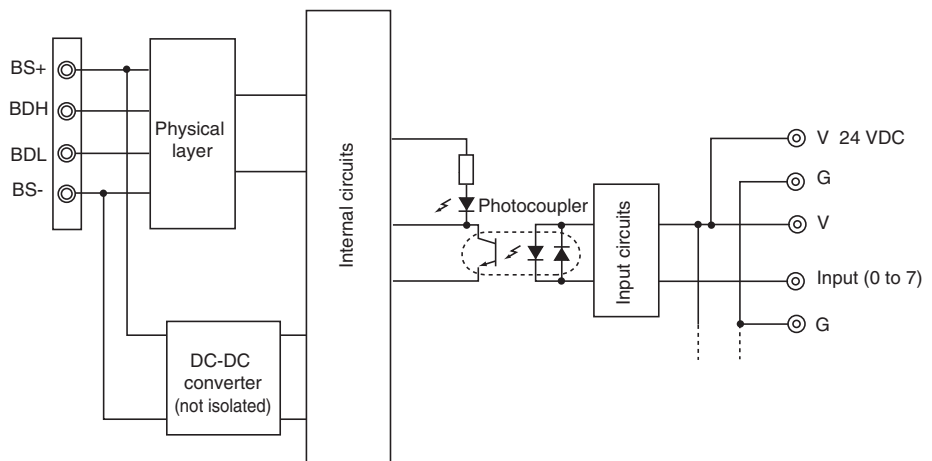 BS+
BDH
BDL
BS-
Physical
layer
DC-DC
converter
(not isolated)
Internal circuits
Photocoupler
Input circuits
V 24 VDC
G
V
Input (0 to 7)
G